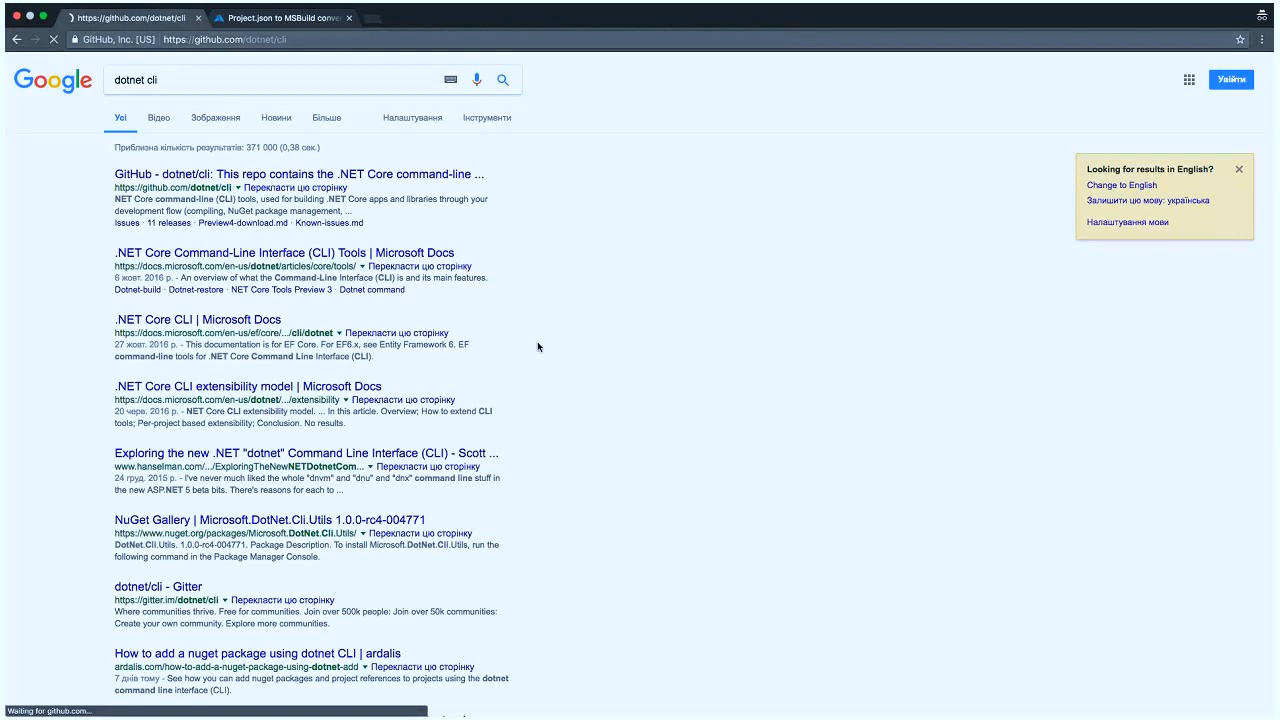 https://github.com/dotnet/cli
Project.json to MSBuild conver
GitHub, Inc. [US] https://github.com/dotnet/cli
Google
dotnet cli
Увійти
Усі Відео Зображення Новини Більше Налаштування Інструменти
Приблизна кількість результатів: 371 000 (0,38 сек.)
GitHub - dotnet/cli: This repo contains the .NET Core command-line ...
https://github.com/dotnet/cli Перекласти цю сторінку
NET Core command-line (CLI) tools, used for building .NET Core apps and libraries through your
development flow (compiling, NuGet package management, ...
Issues · 11 releases · Preview4-download.md · Known-issues.md
.NET Core Command-Line Interface (CLI) Tools | Microsoft Docs
https://docs.microsoft.com/en-us/dotnet/articles/core/tools/ Перекласти цю сторінку
6 жовт. 2016 р. - An overview of what the Command-Line Interface (CLI) is and its main features.
Dotnet-build · Dotnet-restore · NET Core Tools Preview 3 · Dotnet command
.NET Core CLI | Microsoft Docs
https://docs.microsoft.com/en-us/ef/core/.../cli/dotnet Перекласти цю сторінку
27 жовт. 2016 р. - This documentation is for EF Core. For EF6.x, see Entity Framework 6. EF
command-line tools for .NET Core Command Line Interface (CLI).
.NET Core CLI extensibility model | Microsoft Docs
https://docs.microsoft.com/en-us/dotnet/.../extensibility Перекласти цю сторінку
20 черв. 2016 р. - NET Core CLI extensibility model. ... In this article. Overview; How to extend CLI
tools; Per-project based extensibility; Conclusion. No results.
Exploring the new .NET "dotnet" Command Line Interface (CLI) - Scott ...
www.hanselman.com/.../ExploringTheNewNETDotnetCom... Перекласти цю сторінку
24 груд. 2015 р. - I've never much liked the whole "dnvm" and "dnu" and "dnx" command line stuff in
the new ASP.NET 5 beta bits. There's reasons for each to ...
NuGet Gallery | Microsoft.DotNet.Cli.Utils 1.0.0-rc4-004771
https://www.nuget.org/packages/Microsoft.DotNet.Cli.Utils/ Перекласти цю сторінку
DotNet.Cli.Utils. 1.0.0-rc4-004771. Package Description. To install Microsoft.DotNet.Cli.Utils, run the
following command in the Package Manager Console.
dotnet/cli - Gitter
https://gitter.im/dotnet/cli Перекласти цю сторінку
Where communities thrive. Free for communities. Join over 500k people: Join over 50k communities:
Create your own community. Explore more communities.
How to add a nuget package using dotnet CLI | ardalis
ardalis.com/how-to-add-a-nuget-package-using-dotnet-add Перекласти цю сторінку
7 днів тому - See how you can add nuget packages and project references to projects using the dotnet
command line interface (CLI).
Looking for results in English?
Change to English
Залишити цю мову: українська
Налаштування мови
Waiting for github.com...